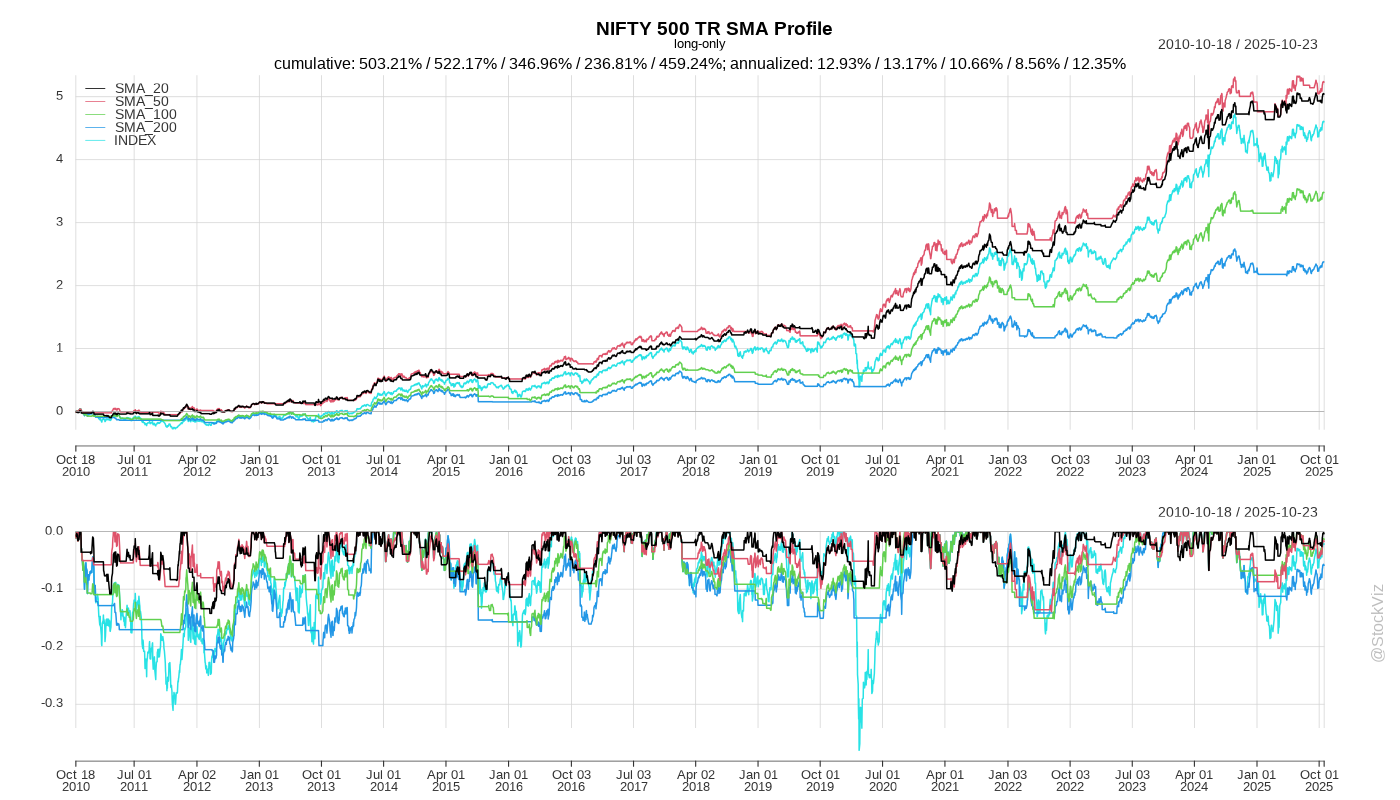 NIFTY 500 TR SMA Profile
long-only
2010-10-18 / 2025-10-23
cumulative: 503.21% / 522.17% / 346.96% / 236.81% / 459.24%; annualized: 12.93% / 13.17% / 10.66% / 8.56% / 12.35%
SMA_20
SMA_50
SMA_100
SMA_200
INDEX
5
4
3
2
1
0
Oct 18 Jul 01 Apr 02 Jan 01 Oct 01 Jul 01 Apr 01 Jan 01 Oct 03 Jul 03 Apr 02 Jan 01 Oct 01 Jul 01 Apr 01 Jan 03 Oct 03 Jul 03 Apr 01 Jan 01 Oct 01
2010 2011 2012 2013 2013 2014 2015 2016 2016 2017 2018 2019 2019 2020 2021 2022 2022 2023 2024 2025 2025
2010-10-18 / 2025-10-23
0.0
-0.1
-0.2
-0.3
Oct 18 Jul 01 Apr 02 Jan 01 Oct 01 Jul 01 Apr 01 Jan 01 Oct 03 Jul 03 Apr 02 Jan 01 Oct 01 Jul 01 Apr 01 Jan 03 Oct 03 Jul 03 Apr 01 Jan 01 Oct 01
2010 2011 2012 2013 2013 2014 2015 2016 2016 2017 2018 2019 2019 2020 2021 2022 2022 2023 2024 2025 2025
@StockViz